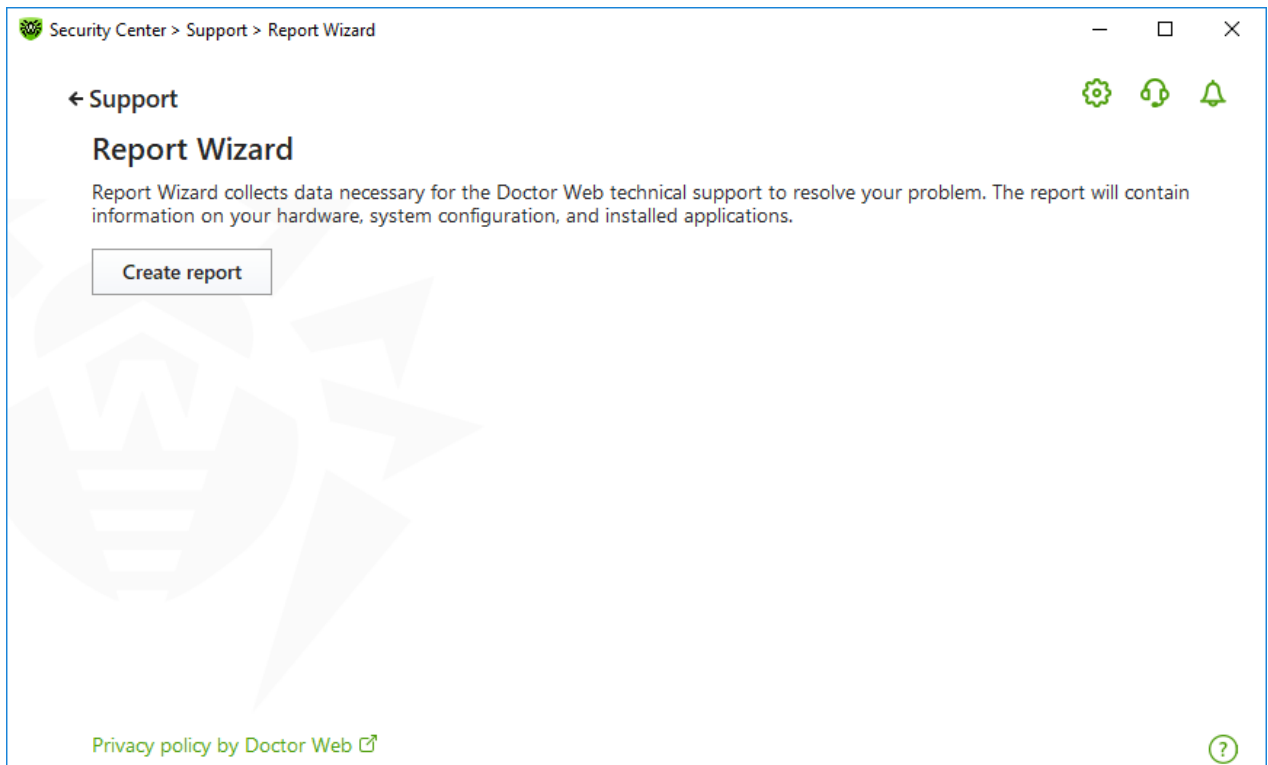 Security Center > Support > Report Wizard
Support
Report Wizard
Report Wizard collects data necessary for the Doctor Web technical support to resolve your problem. The report will contain
information on your hardware, system configuration, and installed applications.
Create report
Privacy policy by Doctor Web
?